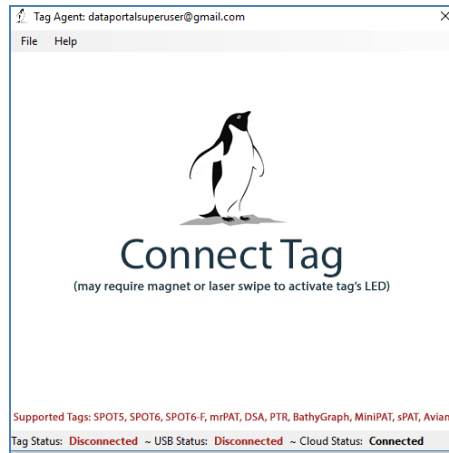 Tag Agent: dataportalsuperuser@gmail.com
File Help
Connect Tag
(may require magnet or laser swipe to activate tag's LED)
Supported Tags: SPOT5, SPOT6, SPOT6-F, mrPAT, DSA, PTR, BathyGraph, MiniPAT, sPAT, Avian
Tag Status: Disconnected ~ USB Status: Disconnected ~ Cloud Status: Connected